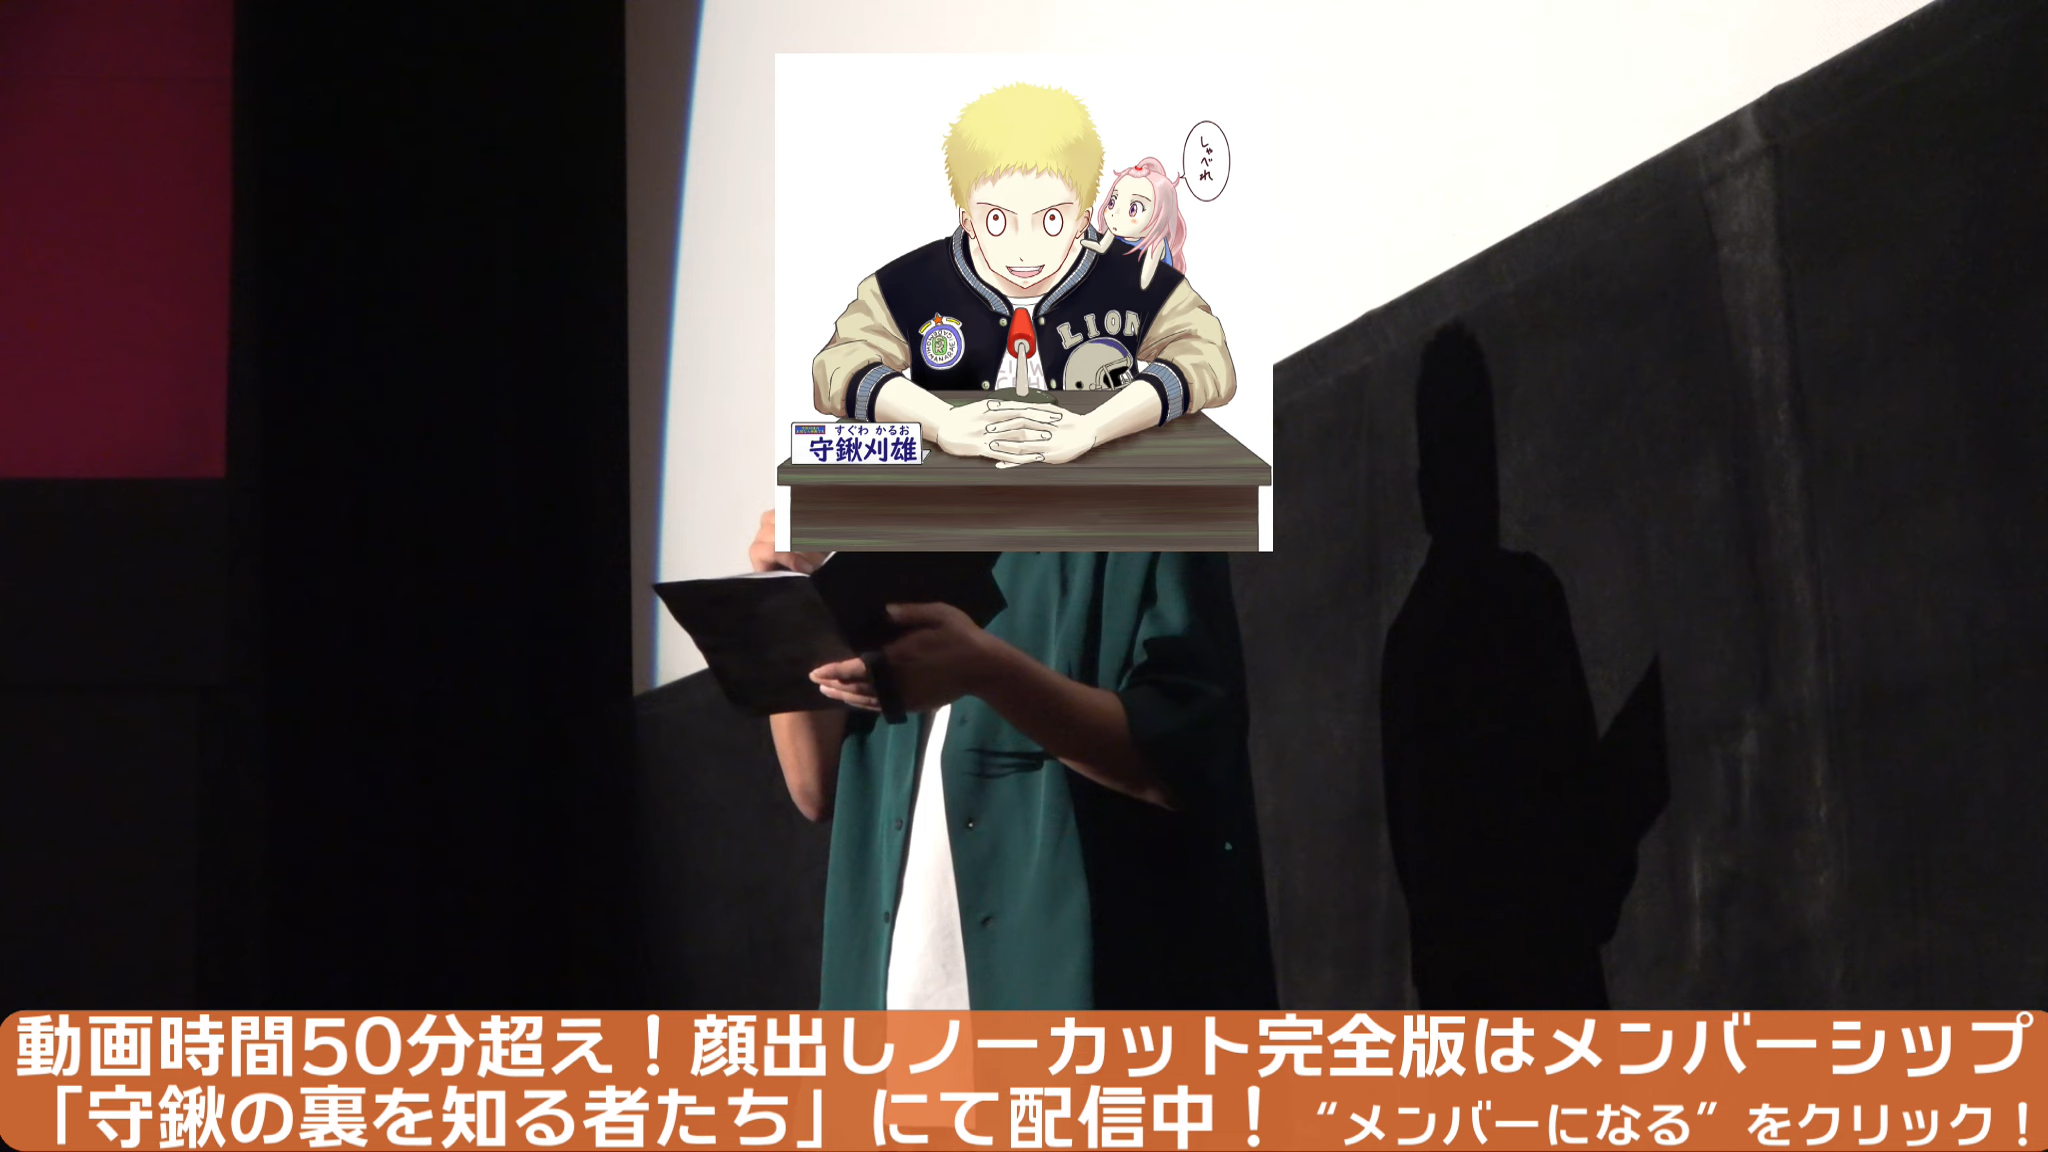 しゃべれ
LION
すぐわ かるお
守鍬刈雄
動画時間50分超え！顔出しノーカット完全版はメンバーシップ
「守鍬の裏を知る者たち」にて配信中！ “メンバーになる” をクリック！